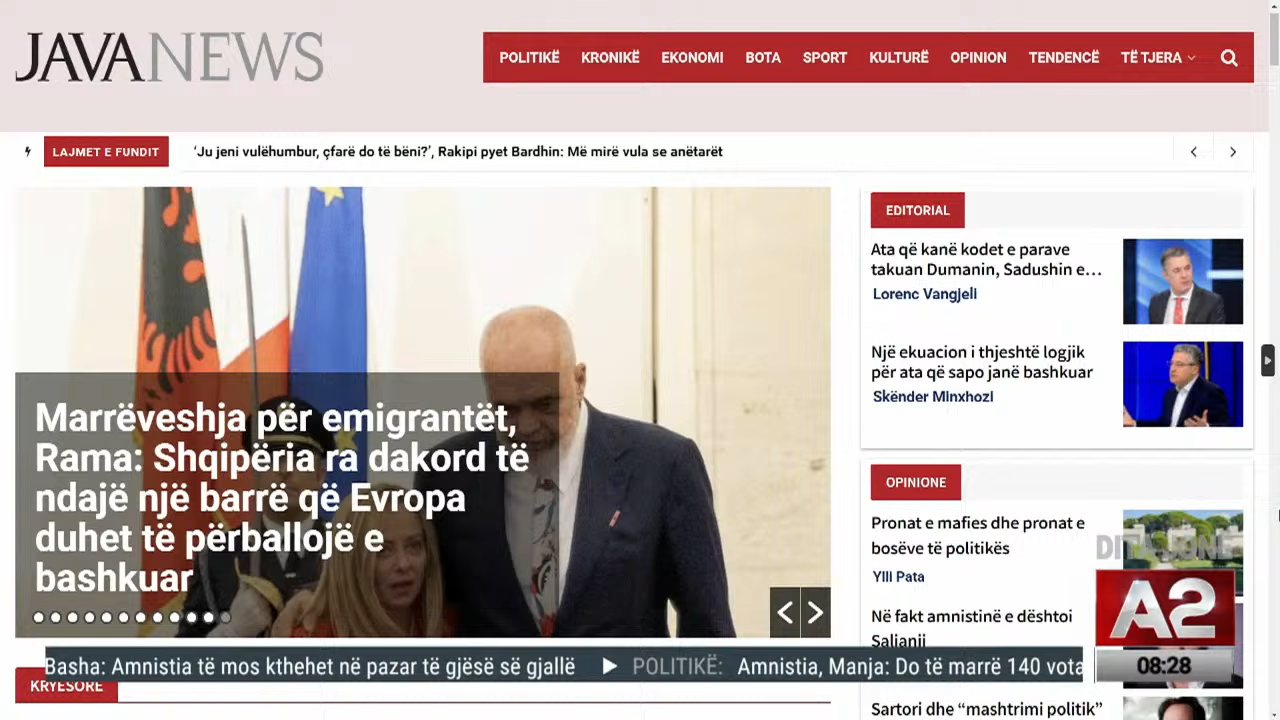 JAVANEWS
POLITIKË KRONIKË EKONOMI BOTA SPORT KULTURË OPINION TENDENCË TË TJERA
LAJMET E FUNDIT
‘Ju jeni vulëhumbur, çfarë do të bëni?’, Rakipi pyet Bardhin: Më mirë vula se anëtarët
Marrëveshja për emigrantët,
Rama: Shqipëria ra dakord të
ndajë një barrë që Evropa
duhet të përballojë e
bashkuar
EDITORIAL
Ata që kanë kodet e parave
takuan Dumanin, Sadushin e…
Lorenc Vangjeli
Një ekuacion i thjeshtë logjik
për ata që sapo janë bashkuar
Skënder Minxhozi
OPINIONE
Pronat e mafies dhe pronat e
bosëve të politikës
Ylli Pata
Në fakt amnistinë e dështoi
Salianji
Sartori dhe “mashtrimi politik”
DITA JONË
A2
08:28
Basha: Amnistia të mos kthehet në pazar të gjësë së gjallë POLITIKË: Amnistia, Manja: Do të marrë 140 vota
KRYESORE